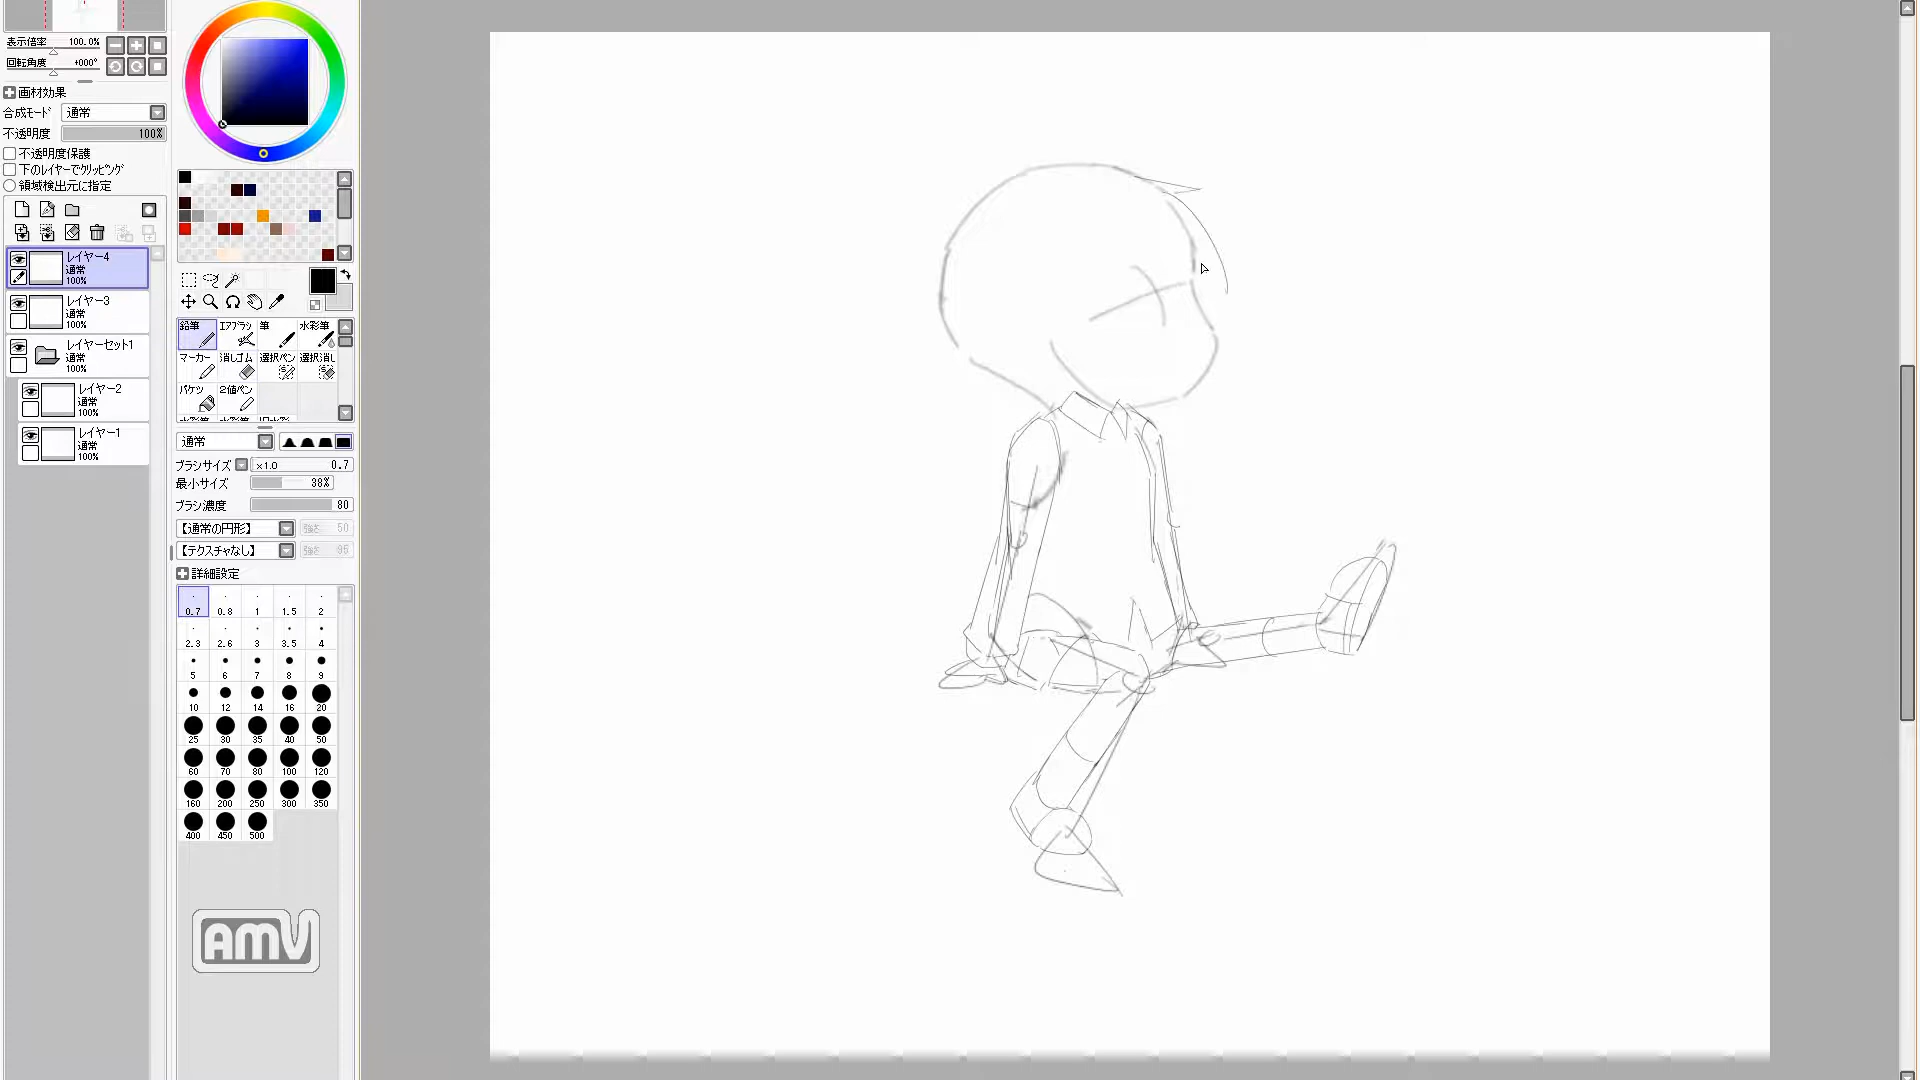 表示倍率 100.0%
回転角度 +000°
画材効果
合成モード 通常
不透明度 100%
不透明度保護
下のレイヤーでクリッピング
領域検出元に指定
レイヤー4
通常
100%
レイヤー3
通常
100%
レイヤーセット1
通常
100%
レイヤー2
通常
100%
レイヤー1
通常
100%
鉛筆 エアブラシ 筆 水彩筆
マーカー 消しゴム 選択ペン 選択消し
バケツ 2値ペン
通常
ブラシサイズ x1.0 0.7
最小サイズ 38%
ブラシ濃度 80
【通常の円形】 強さ 50
【テクスチャなし】 強さ 95
詳細設定
0.7 0.8 1 1.5 2
2.3 2.6 3 3.5 4
5 6 7 8 9
10 12 14 16 20
25 30 35 40 50
60 70 80 100 120
160 200 250 300 350
400 450 500
AMV